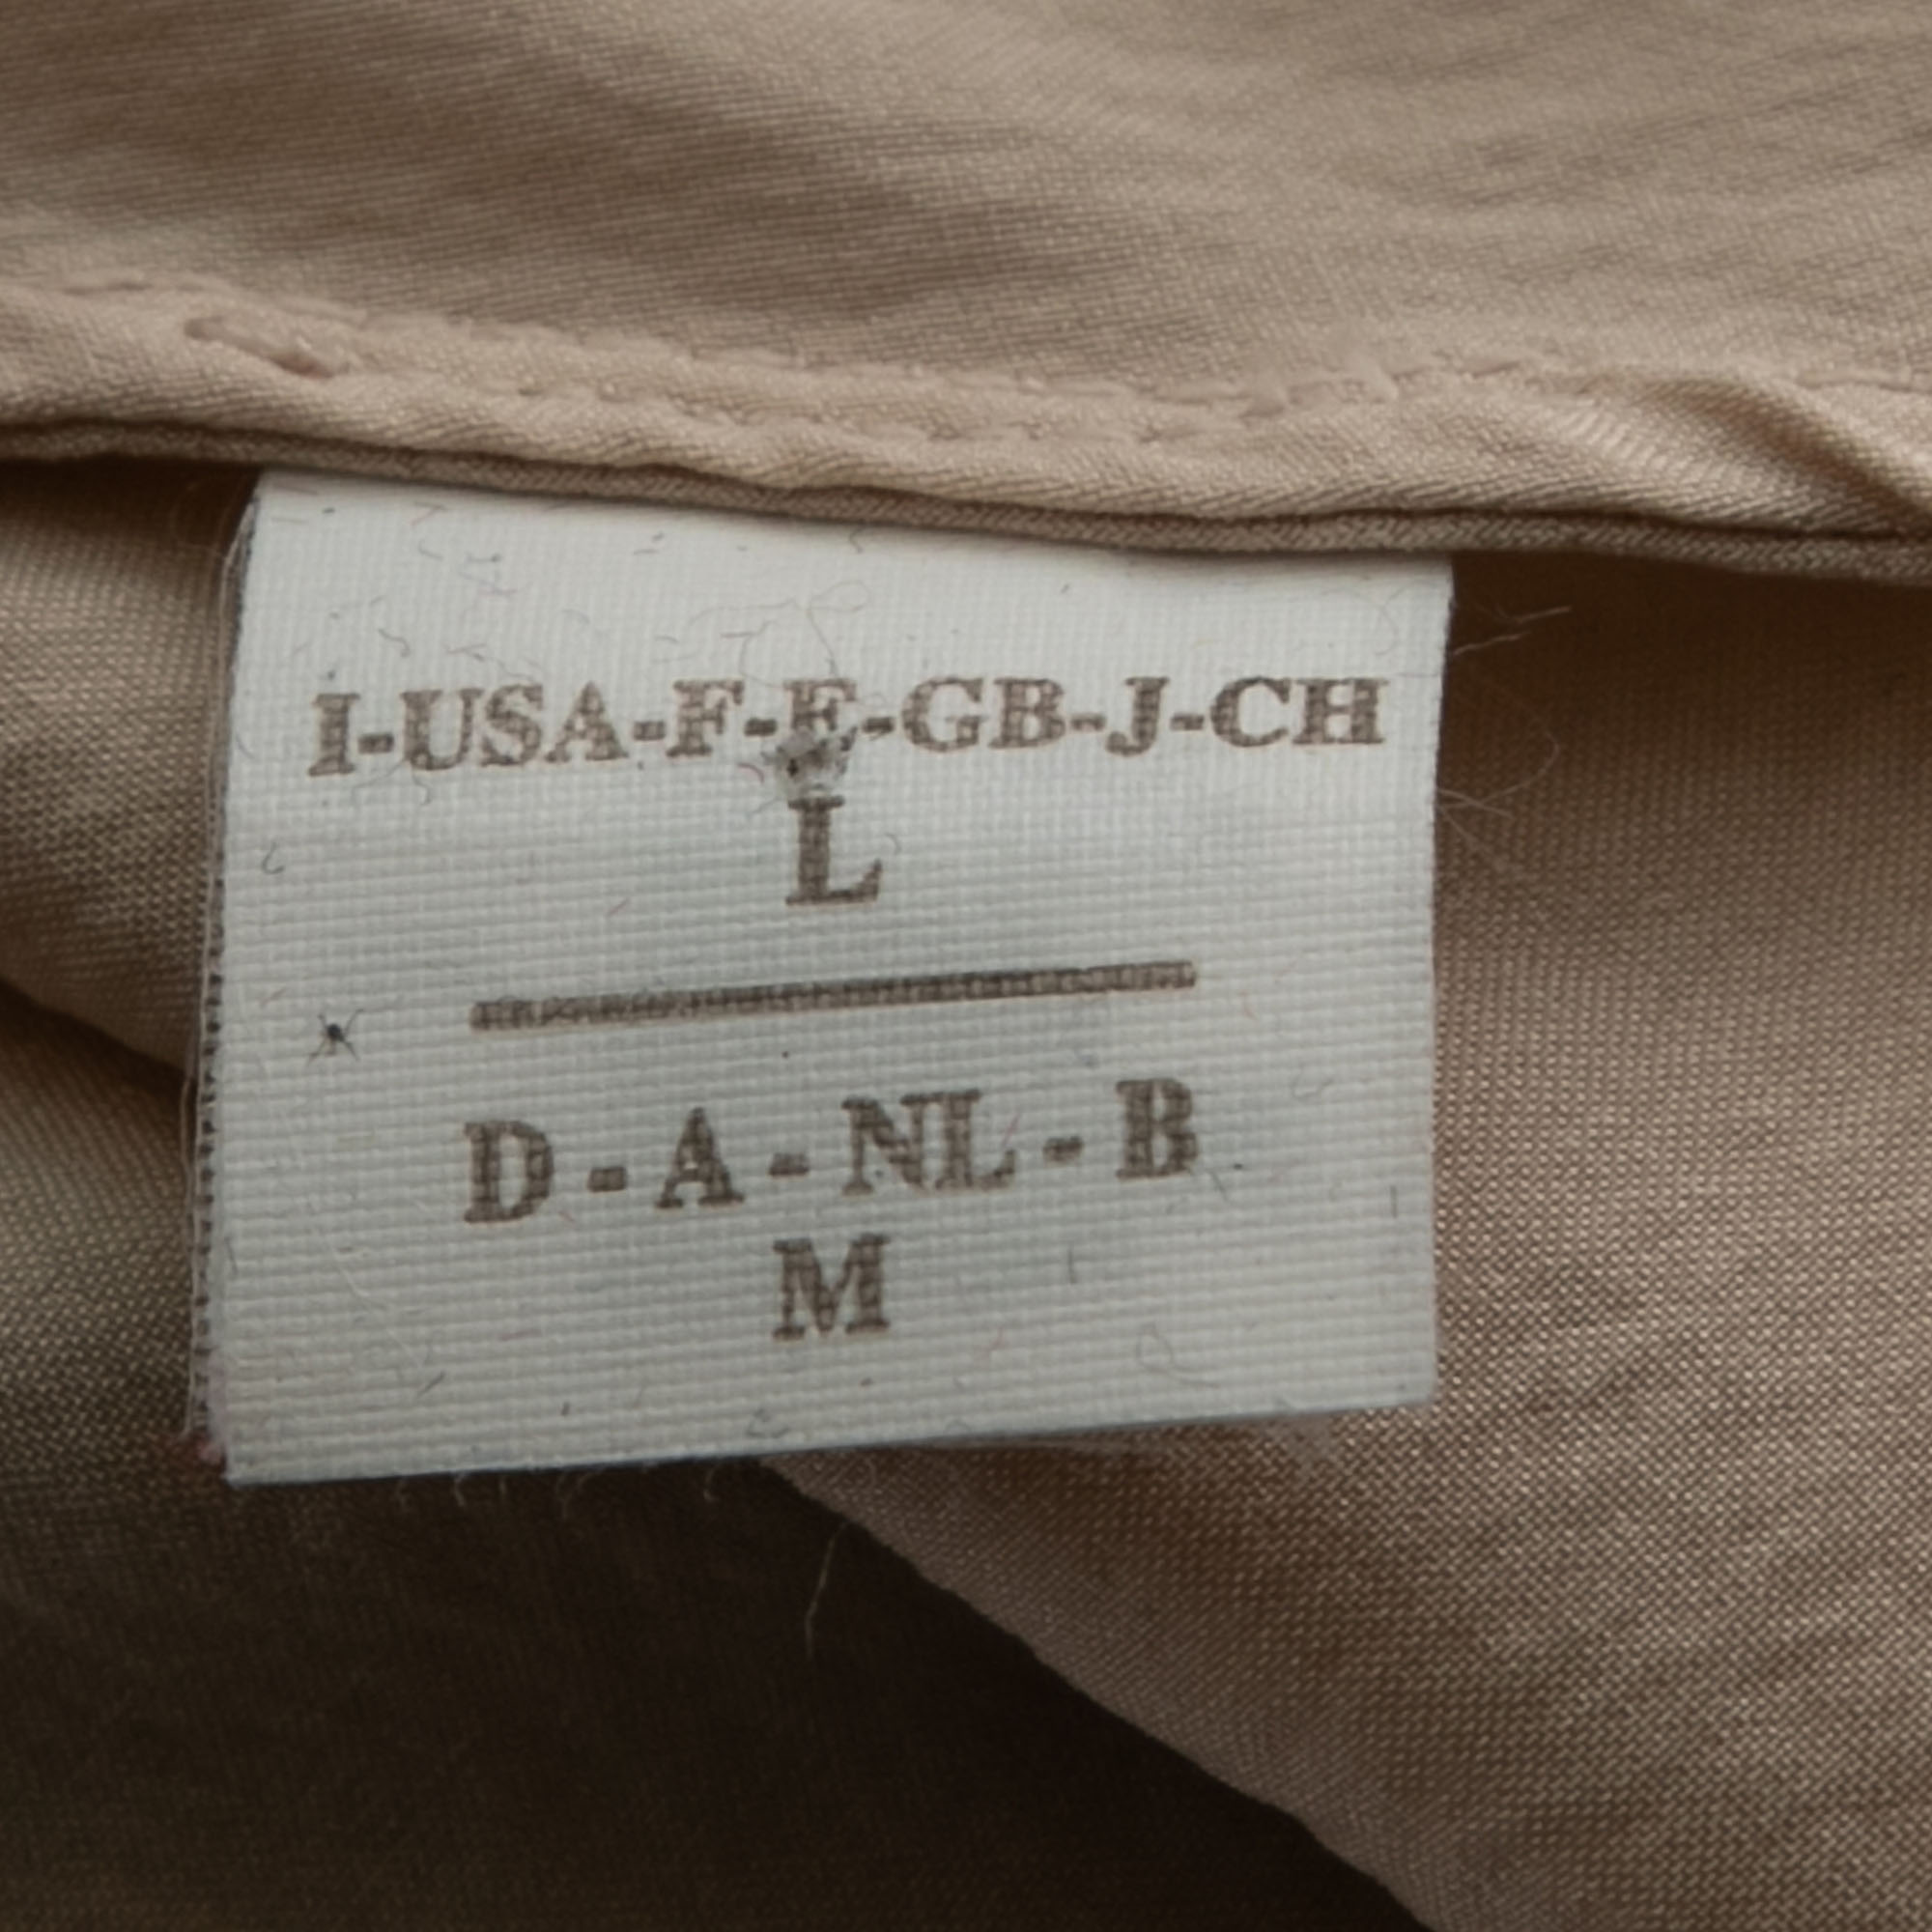 I-USA-F-E-GB-J-CH
L
D - A - NL - B
M